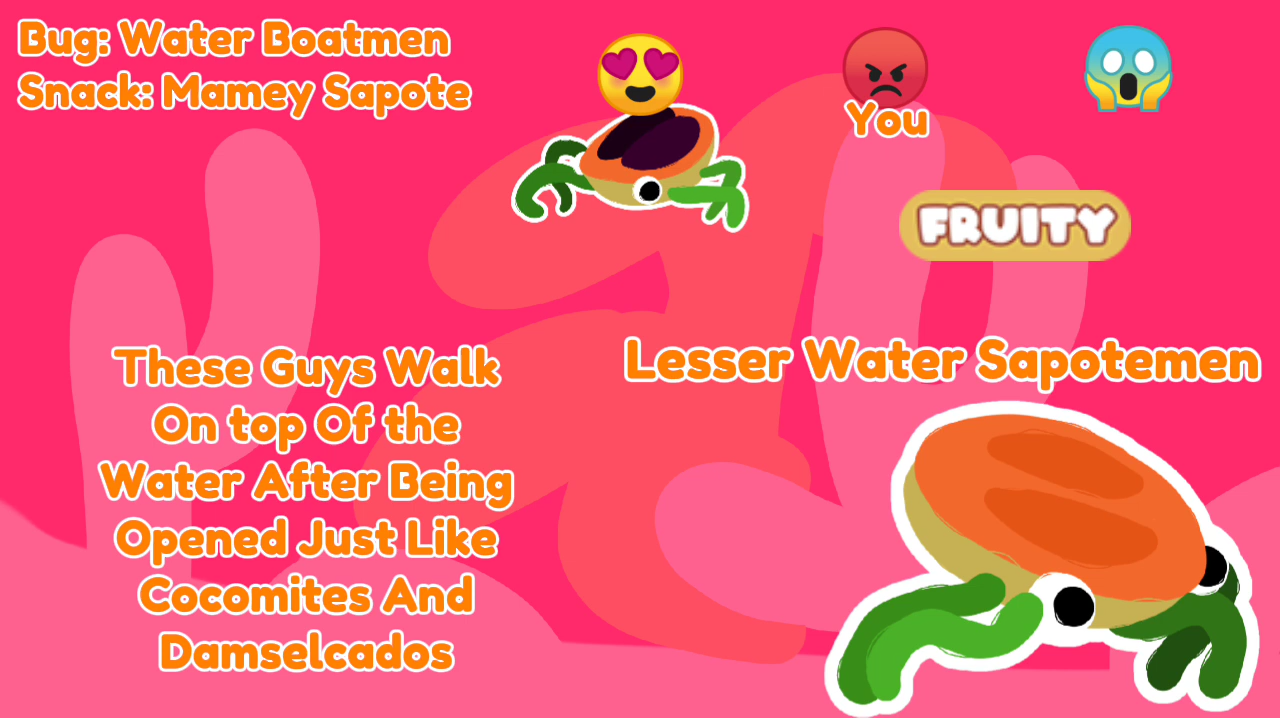 Bug: Water Boatmen
Snack: Mamey Sapote
You
FRUITY
Lesser Water Sapotemen
These Guys Walk
On top Of the
Water After Being
Opened Just Like
Cocomites And
Damselcados